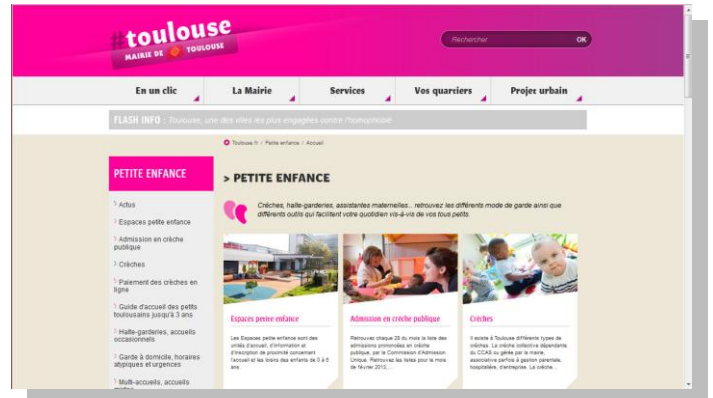 #toulouse
MAIRIE DE TOULOUSE
Rechercher
OK
En un clic
La Mairie
Services
Vos quartiers
Projet urbain
FLASH INFO : Toulouse, une des villes les plus engagées contre l'homophobie
Toulouse.fr / Petite enfance / Accueil
PETITE ENFANCE
Actus
Espaces petite enfance
Admission en crèche
publique
Crèches
Paiement des crèches en
ligne
Guide d'accueil des petits
toulousains jusqu'à 3 ans
Halte-garderies, accueils
occasionnels
Garde à domicile, horaires
atypiques et urgences
Multi-accueils, accueils
> PETITE ENFANCE
Crèches, halte-garderies, assistantes maternelles... retrouvez les différents mode de garde ainsi que
différents outils qui facilitent votre quotidien vis-à-vis de vos tous petits.
Espaces petite enfance
Les Espaces petite enfance sont des
unités d'accueil, d'information et
d'inscription de proximité concernant
l'accueil et les loisirs des enfants de 0 à 6
ans.
Admission en crèche publique
Retrouvez chaque 25 du mois la liste des
admissions prononcées en crèche
publique, par la Commission d'Admission
Unique. Retrouvez les listes pour le mois
de février 2013,...
Crèches
Il existe à Toulouse différents types de
crèches. La crèche collective dépendante
du CCAS ou gérée par la mairie,
associative parfois à gestion parentale,
hospitalière, d'entreprise. La crèche...